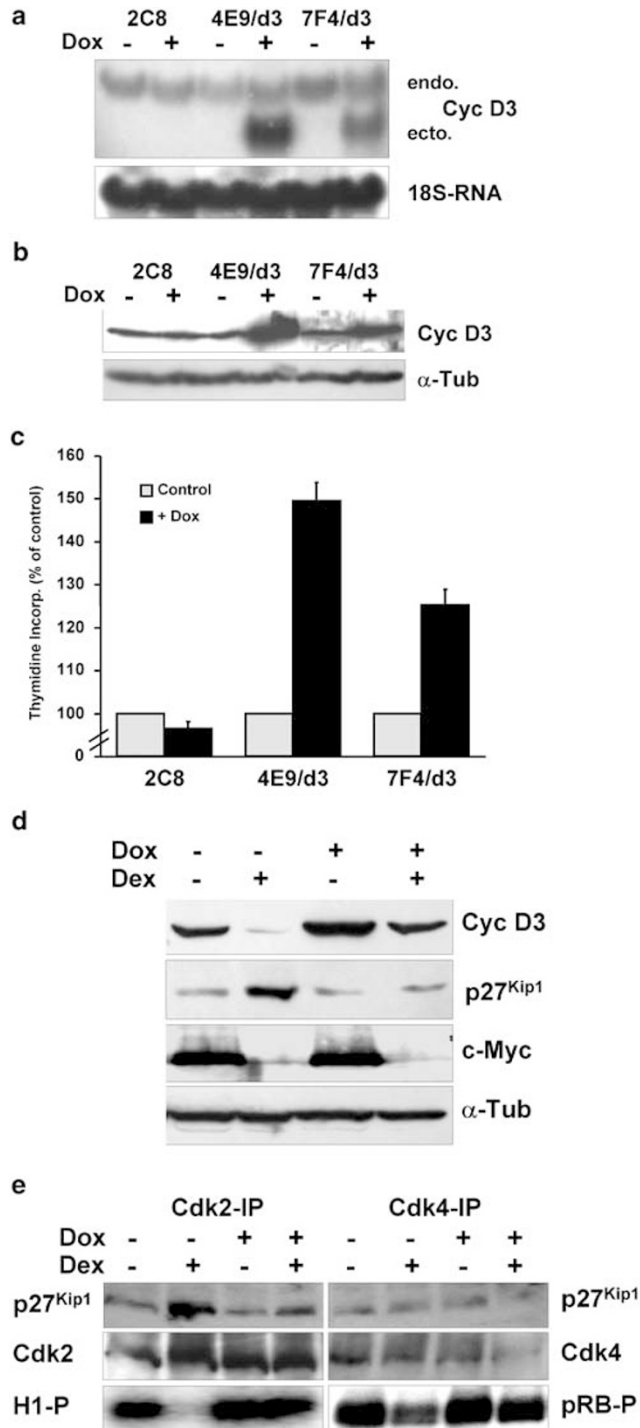 a
2C8 4E9/d3 7F4/d3
Dox - + - + - +
endo.
Cyc D3
ecto.
18S-RNA
b
2C8 4E9/d3 7F4/d3
Dox - + - + - +
Cyc D3
α-Tub
c
160
150
140
130
120
110
100
0
Thymidine Incorp. (% of control)
Control
+ Dox
2C8 4E9/d3 7F4/d3
d
Dox - - + +
Dex - + - +
Cyc D3
p27Kip1
c-Myc
α-Tub
e
Cdk2-IP Cdk4-IP
Dox - - + + - - + +
Dex - + - + - + - +
p27Kip1 p27Kip1
Cdk2 Cdk4
H1-P pRB-P